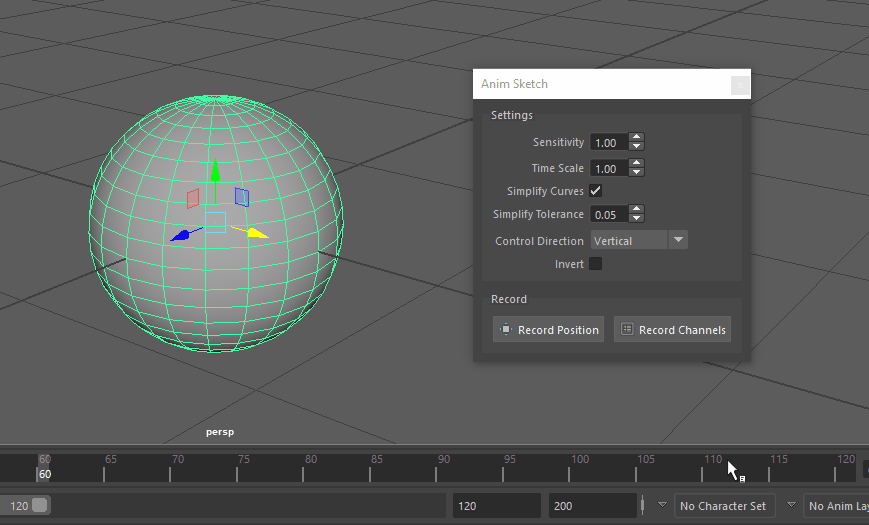 Anim Sketch
Settings
Sensitivity 1.00
Time Scale 1.00
Simplify Curves
Simplify Tolerance 0.05
Control Direction Vertical
Invert
Record
Record Position Record Channels
persp
60 65 70 75 80 85 90 95 100 105 110 115 120
60
120 120 200 No Character Set No Anim Lay